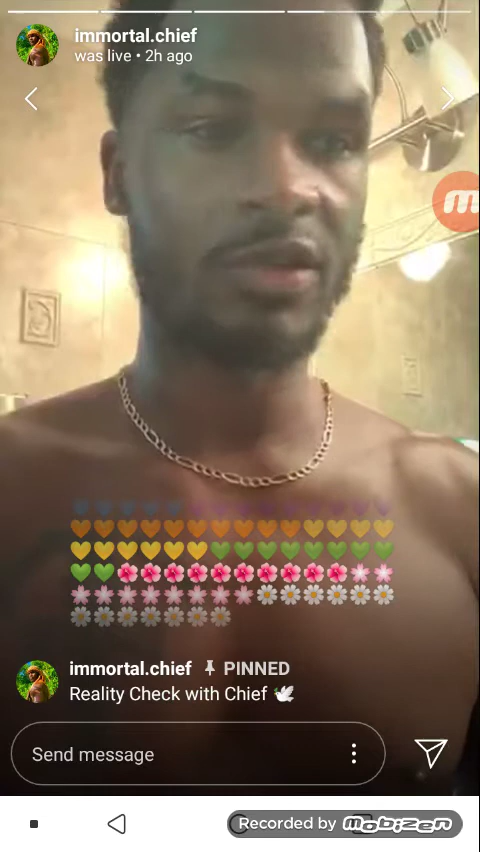 immortal.chief
was live • 2h ago
immortal.chief PINNED
Reality Check with Chief 🕊
Send message
Recorded by mobizen